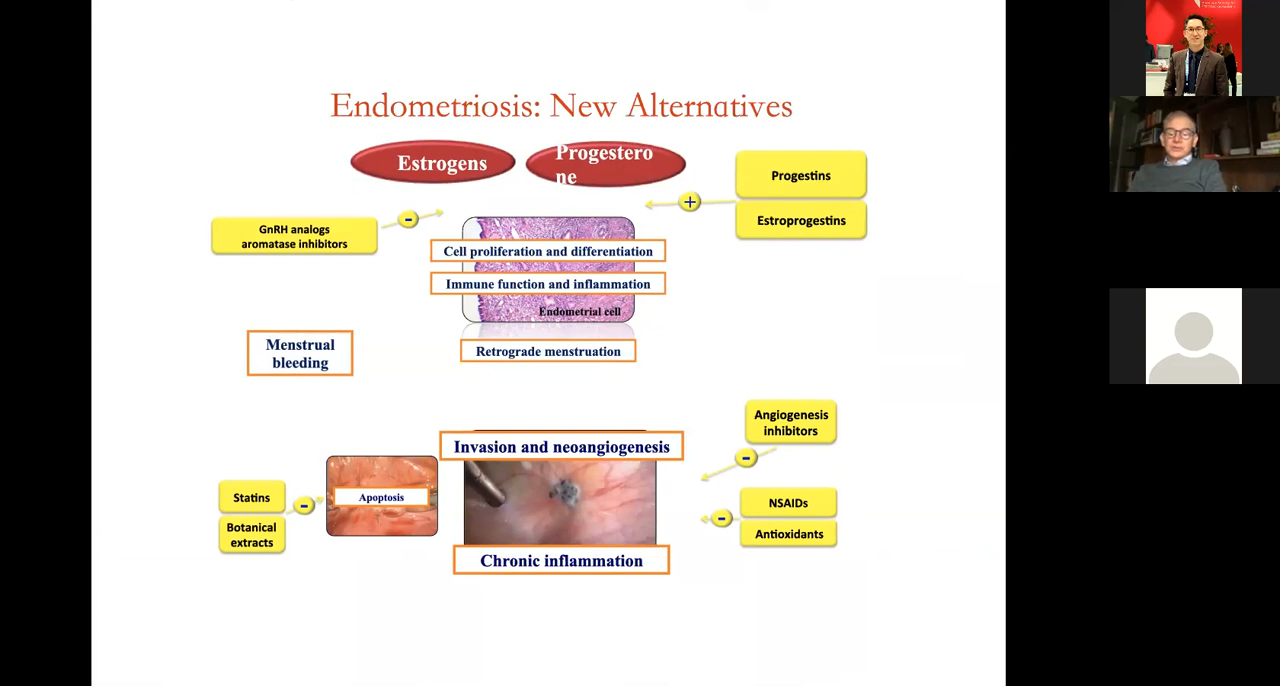 Endometriosis: New Alternatives
Estrogens
Progestero
ne
Progestins
Estroprogestins
GnRH analogs
aromatase inhibitors
-
+
Cell proliferation and differentiation
Immune function and inflammation
Endometrial cell
Retrograde menstruation
Menstrual
bleeding
Angiogenesis
inhibitors
Invasion and neoangiogenesis
-
Statins
Botanical
extracts
-
Apoptosis
NSAIDs
Antioxidants
-
Chronic inflammation